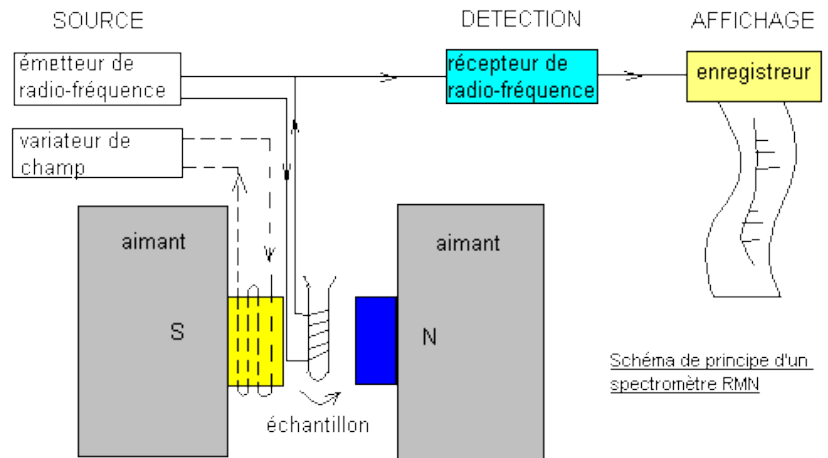 SOURCE
DETECTION
AFFICHAGE
émetteur de
radio-fréquence
récepteur de
radio-fréquence
enregistreur
variateur de
champ
aimant
aimant
S
N
échantillon
Schéma de principe d'un
spectromètre RMN